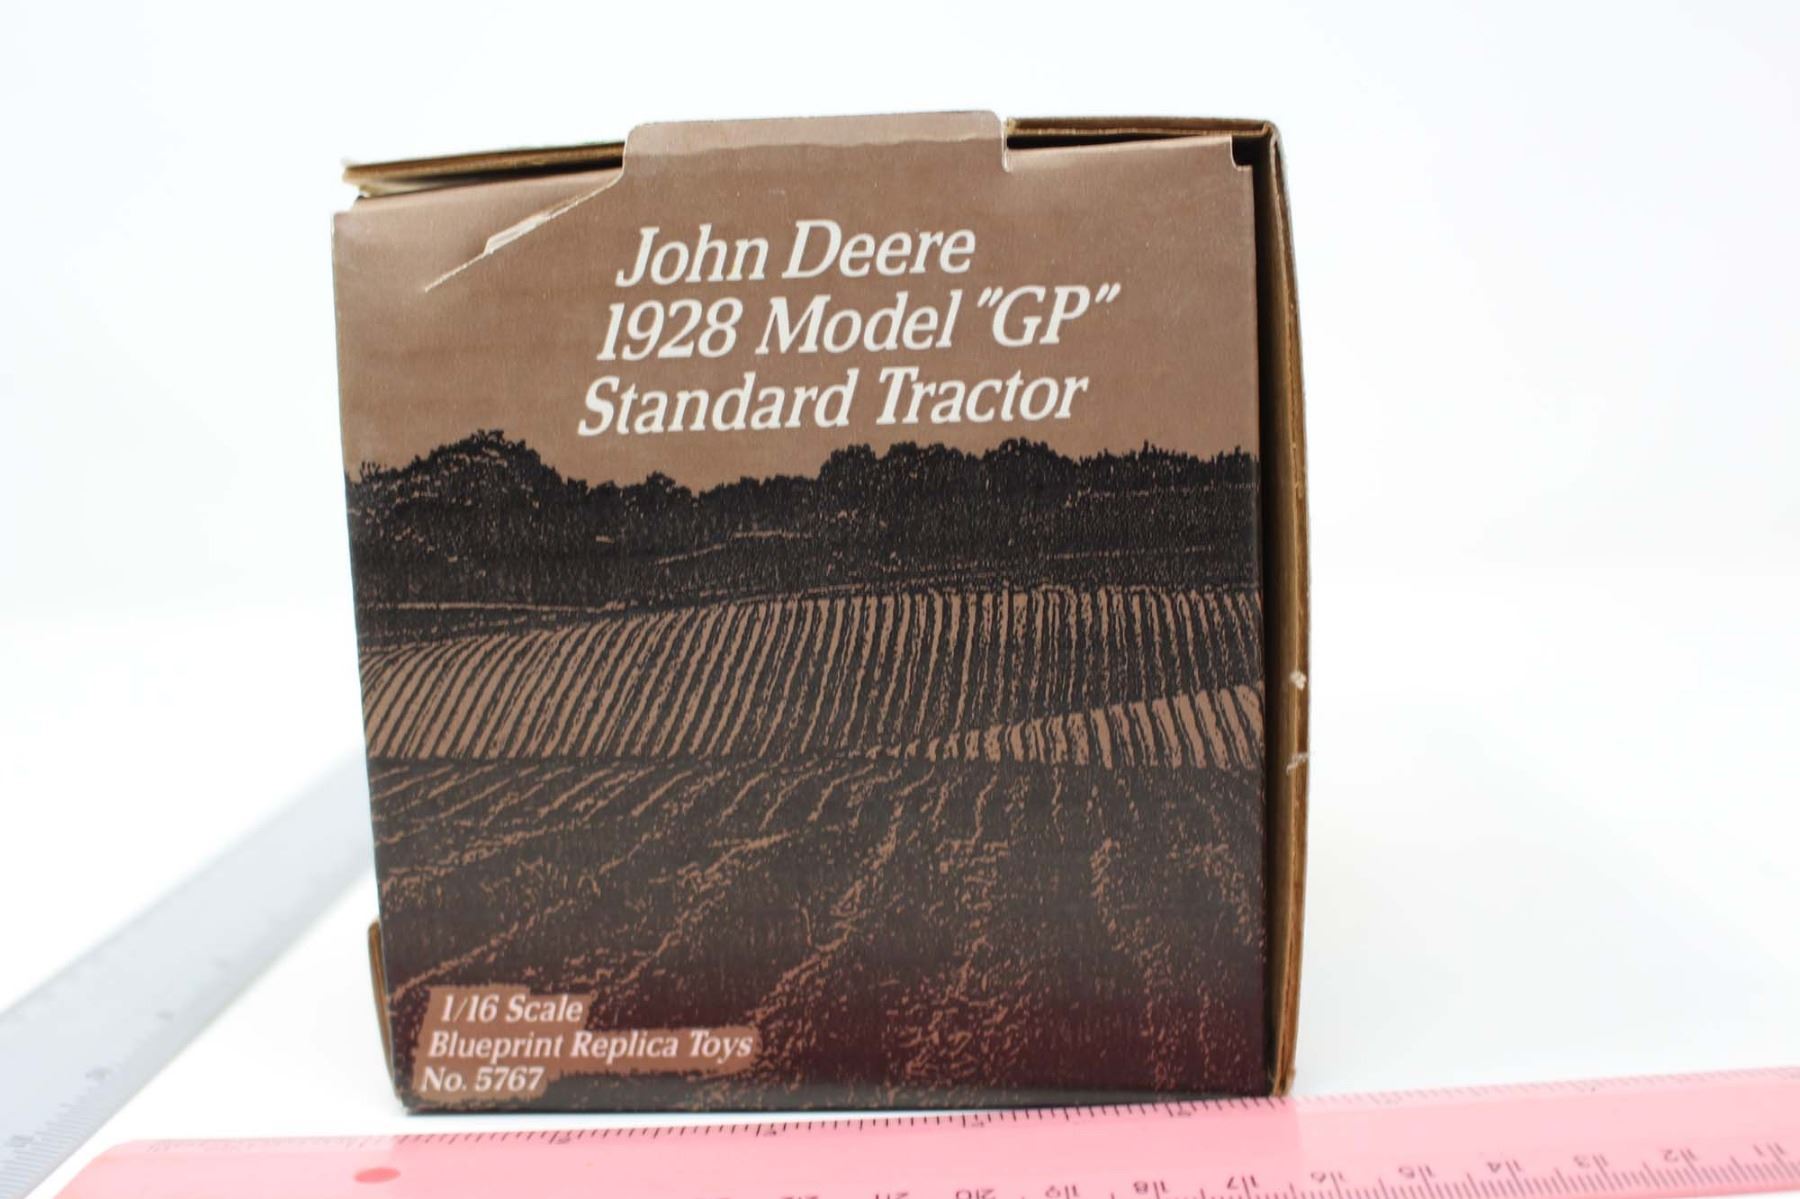 John Deere
1928 Model "GP"
Standard Tractor
1/16 Scale
Blueprint Replica Toys
No. 5767